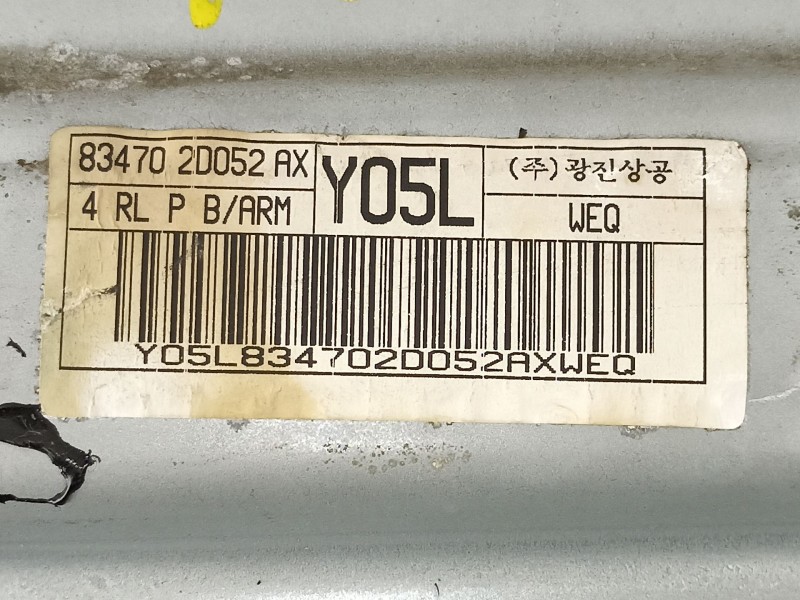 83470 2D052 AX
Y05L
(주)광진상공
4 RL P B/ARM
WEQ
Y05L834702D052AXWEQ